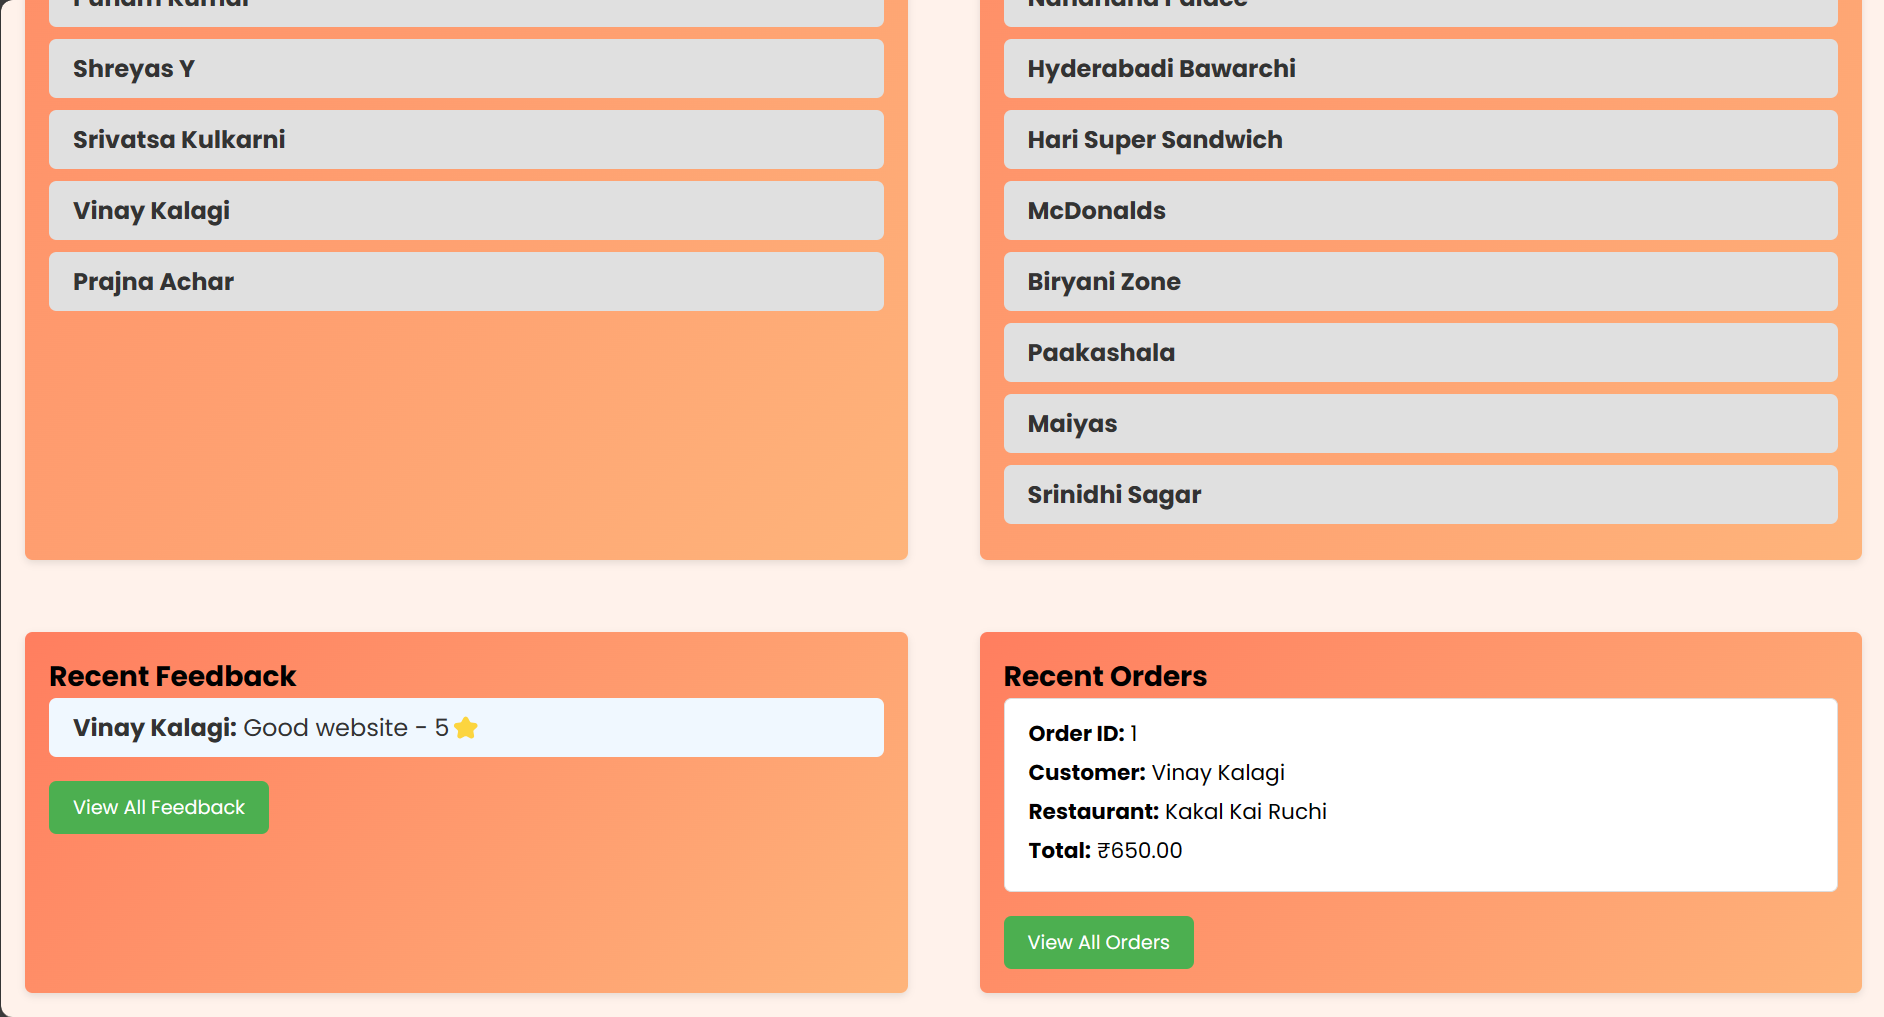 Shreyas Y
Srivatsa Kulkarni
Vinay Kalagi
Prajna Achar
Hyderabadi Bawarchi
Hari Super Sandwich
McDonalds
Biryani Zone
Paakashala
Maiyas
Srinidhi Sagar
Recent Feedback
Vinay Kalagi: Good website - 5⭐
View All Feedback
Recent Orders
Order ID: 1
Customer: Vinay Kalagi
Restaurant: Kakal Kai Ruchi
Total: ₹650.00
View All Orders